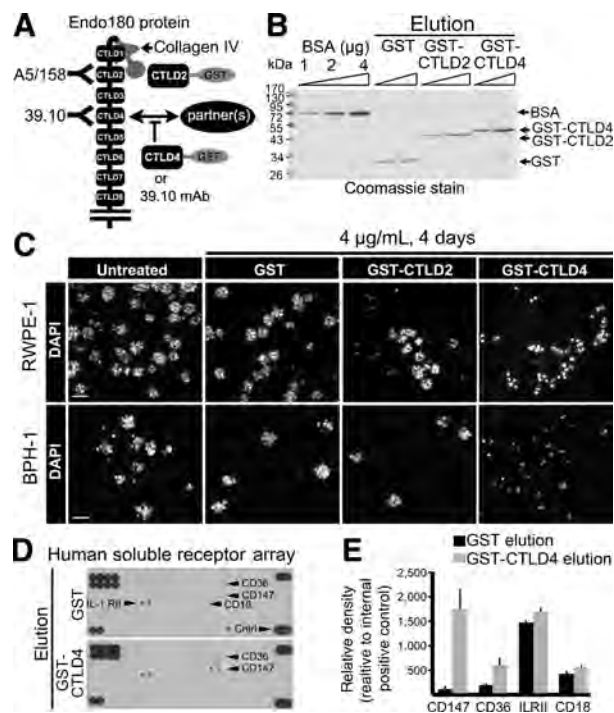 A
Endo180 protein
CTLD1
Collagen IV
A5/158
CTLD2
CTLD2
GST
CTLD3
39.10
CTLD4
partner(s)
CTLD5
CTLD6
CTLD4
GST
CTLD7
or
39.10 mAb
CTLD8
B
Elution
BSA (µg)
GST
GST-CTLD2
GST-CTLD4
kDa
1 2 4
170
130
95
72
55
43
34
26
BSA
GST-CTLD4
GST-CTLD2
GST
Coomassie stain
C
4 µg/mL, 4 days
Untreated
GST
GST-CTLD2
GST-CTLD4
RWPE-1
DAPI
BPH-1
DAPI
D
Human soluble receptor array
Elution
GST
CD36
CD147
IL-1 RII
CD18
+ Cntrl
GST-CTLD4
CD36
CD147
E
GST elution
GST-CTLD4 elution
Relative density
(realtive to internal
positive control)
2,500
2,000
1,500
1,000
500
CD147 CD36 ILRII CD18